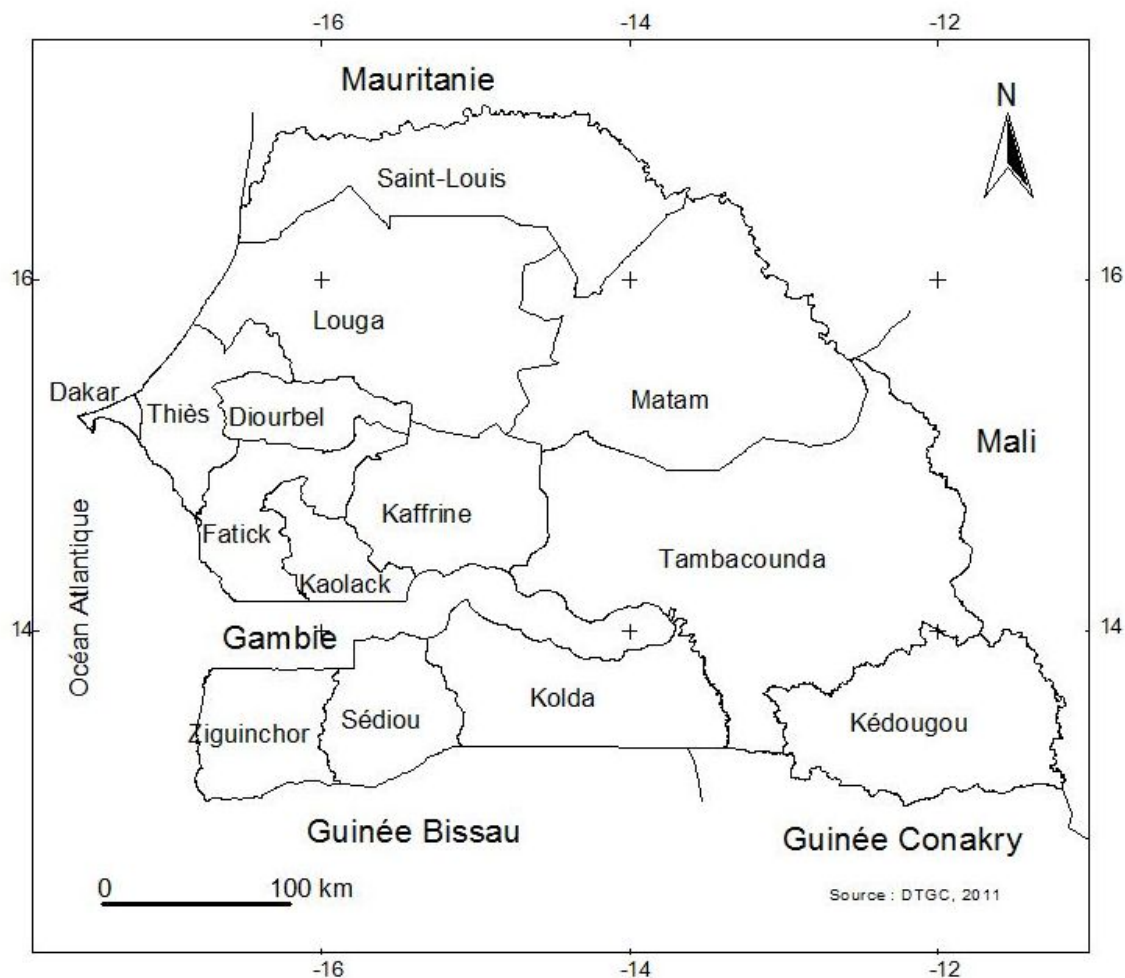 -16
-14
-12
Mauritanie
N
Saint-Louis
16
16
Louga
Dakar
Thiès
Diourbel
Matam
Mali
Kaffrine
Fatick
Tambacounda
Kaolack
Océan Atlantique
14
Gambie
14
Kolda
Sédiou
Kédougou
Ziguinchor
Guinée Bissau
Guinée Conakry
0 100 km
Source : DTGC, 2011
-16
-14
-12